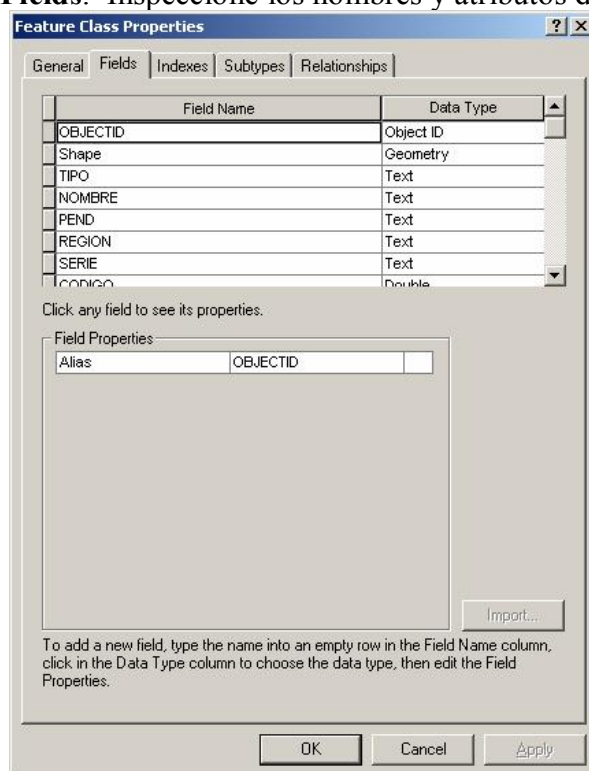 Fields. Inspeccione los nombres y atributos d
Feature Class Properties
General Fields Indexes Subtypes Relationships
Field Name Data Type
OBJECTID Object ID
Shape Geometry
TIPO Text
NOMBRE Text
PEND Text
REGION Text
SERIE Text
CODIGO Double
Click any field to see its properties.
Field Properties
Alias OBJECTID
Import...
To add a new field, type the name into an empty row in the Field Name column,
click in the Data Type column to choose the data type, then edit the Field
Properties.
OK Cancel Apply